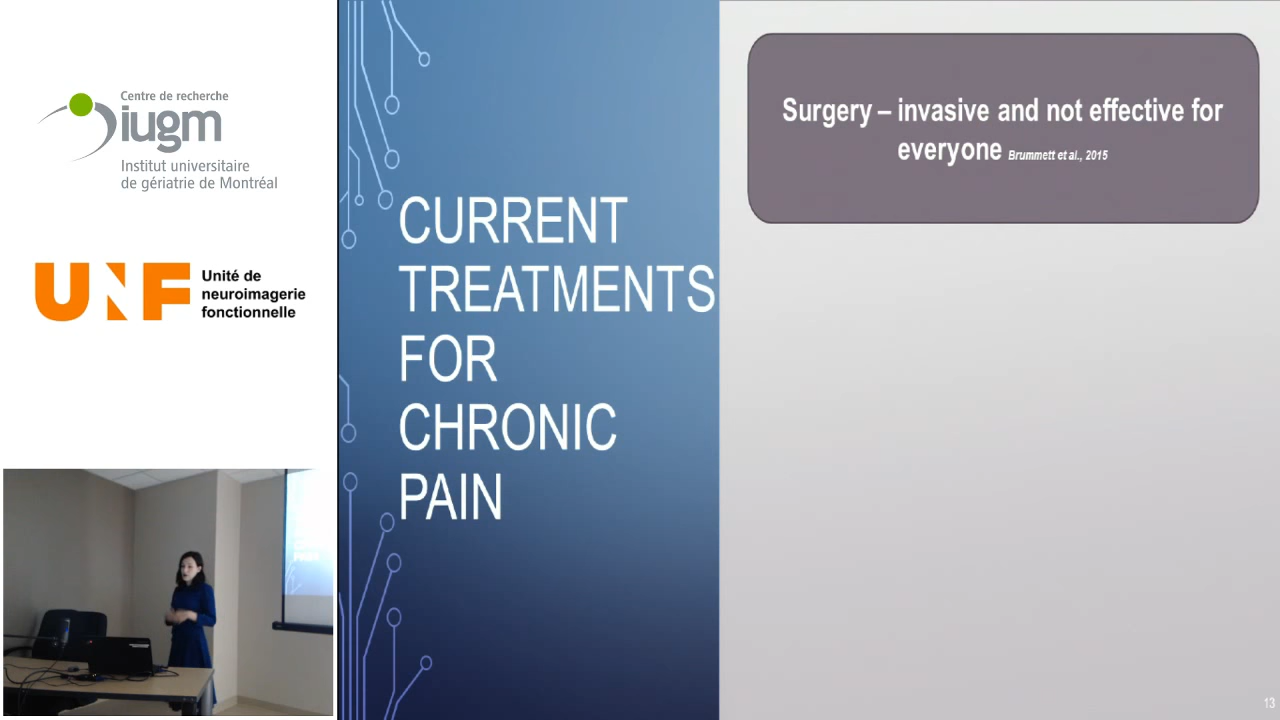 Centre de recherche
iugm
Institut universitaire
de gériatrie de Montréal
UNF
Unité de
neuroimagerie
fonctionnelle
CURRENT
TREATMENTS
FOR
CHRONIC
PAIN
Surgery – invasive and not effective for
everyone Brummett et al., 2015
13